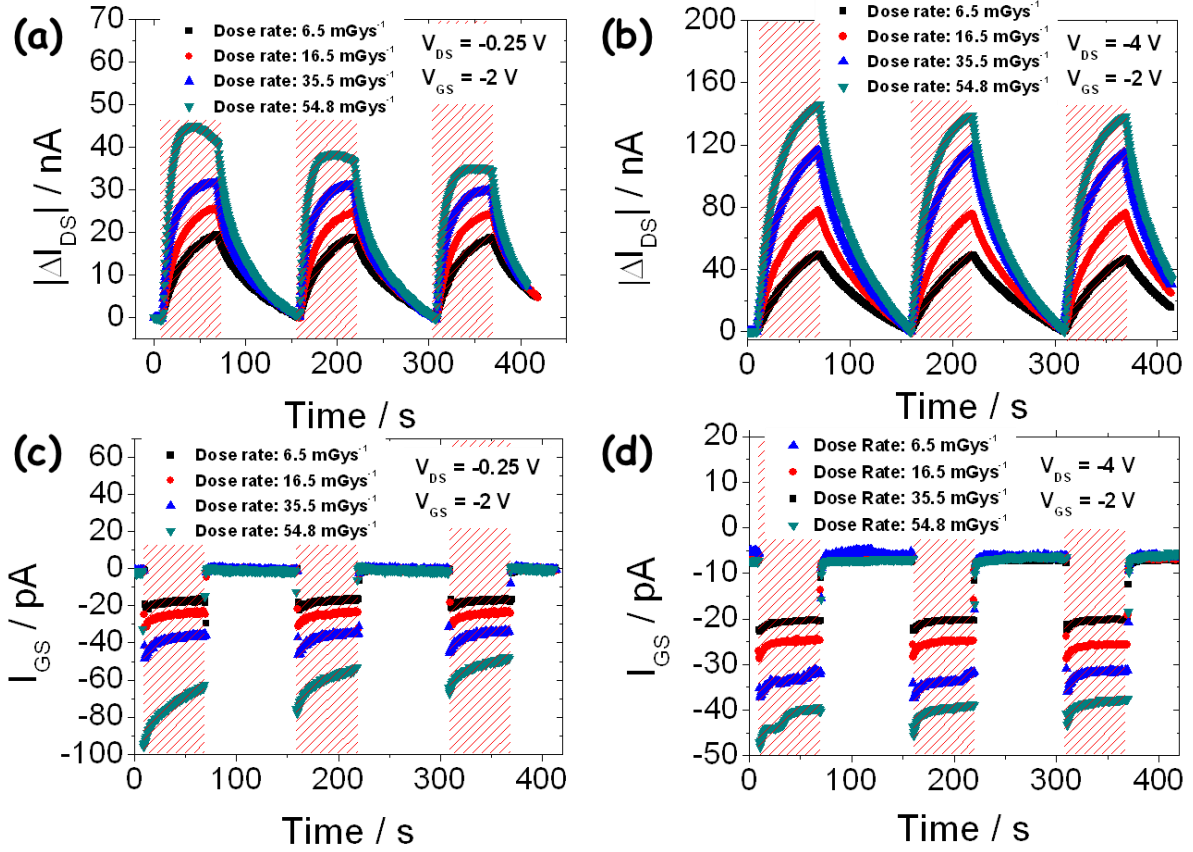 (a)
Dose rate: 6.5 mGys⁻¹
Dose rate: 16.5 mGys⁻¹
Dose rate: 35.5 mGys⁻¹
Dose rate: 54.8 mGys⁻¹
V_DS = -0.25 V
V_GS = -2 V
70
60
50
40
30
20
10
0
|ΔI_DS| / nA
0 100 200 300 400
Time / s
(b)
Dose rate: 6.5 mGys⁻¹
Dose rate: 16.5 mGys⁻¹
Dose rate: 35.5 mGys⁻¹
Dose rate: 54.8 mGys⁻¹
V_DS = -4 V
V_GS = -2 V
200
160
120
80
40
0
|ΔI_DS| / nA
100 200 300 400
Time / s
(c)
Dose rate: 6.5 mGys⁻¹
Dose rate: 16.5 mGys⁻¹
Dose rate: 35.5 mGys⁻¹
Dose rate: 54.8 mGys⁻¹
V_DS = -0.25 V
V_GS = -2 V
60
40
20
0
-20
-40
-60
-80
-100
I_GS / pA
0 100 200 300 400
Time / s
(d)
Dose Rate: 6.5 mGys⁻¹
Dose Rate: 16.5 mGys⁻¹
Dose Rate: 35.5 mGys⁻¹
Dose Rate: 54.8 mGys⁻¹
V_DS = -4 V
V_GS = -2 V
20
10
0
-10
-20
-30
-40
-50
I_GS / pA
0 100 200 300 400
Time / s